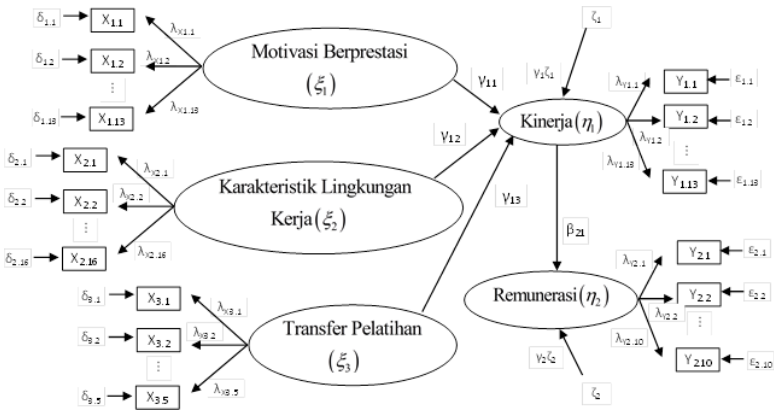 δ1.1 X1.1 λX1.1
δ1.2 X1.2 λX1.2
⋮
δ1.13 X1.13 λX1.13
Motivasi Berprestasi
(ξ1)
δ2.1 X2.1 λX2.1
δ2.2 X2.2 λX2.2
⋮
δ2.16 X2.16 λX2.16
Karakteristik Lingkungan
Kerja(ξ2)
δ3.1 X3.1 λX3.1
δ3.2 X3.2 λX3.2
⋮
δ3.5 X3.5 λX3.5
Transfer Pelatihan
(ξ3)
γ11
γ12
γ13
ζ1
γ1ζ1
Kinerja(η1)
λY1.1 Y1.1 ε1.1
λY1.2 Y1.2 ε1.2
⋮
λY1.13 Y1.13 ε1.13
β21
Remunerasi(η2)
λY2.1 Y2.1 ε2.1
λY2.2 Y2.2 ε2.2
⋮
λY2.10 Y210 ε2.10
γ2ζ2
ζ2